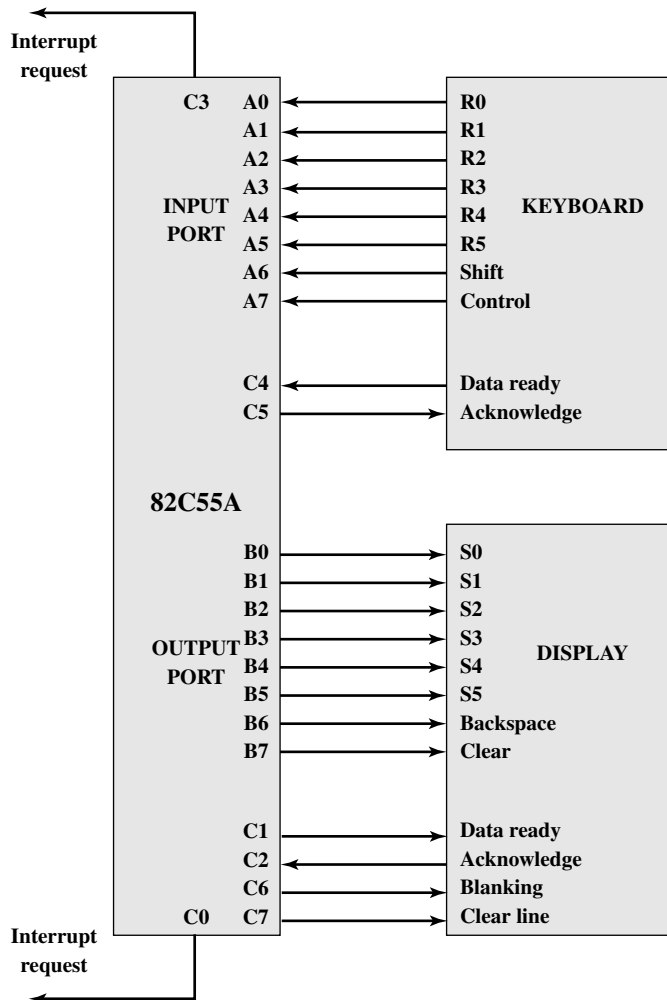 Interrupt
request
C3 A0 R0
A1 R1
A2 R2
A3 R3
INPUT
PORT
KEYBOARD
A4 R4
A5 R5
A6 Shift
A7 Control
C4 Data ready
C5 Acknowledge
82C55A
B0 S0
B1 S1
B2 S2
B3 S3
OUTPUT
PORT
DISPLAY
B4 S4
B5 S5
B6 Backspace
B7 Clear
C1 Data ready
C2 Acknowledge
C6 Blanking
C0 C7 Clear line
Interrupt
request